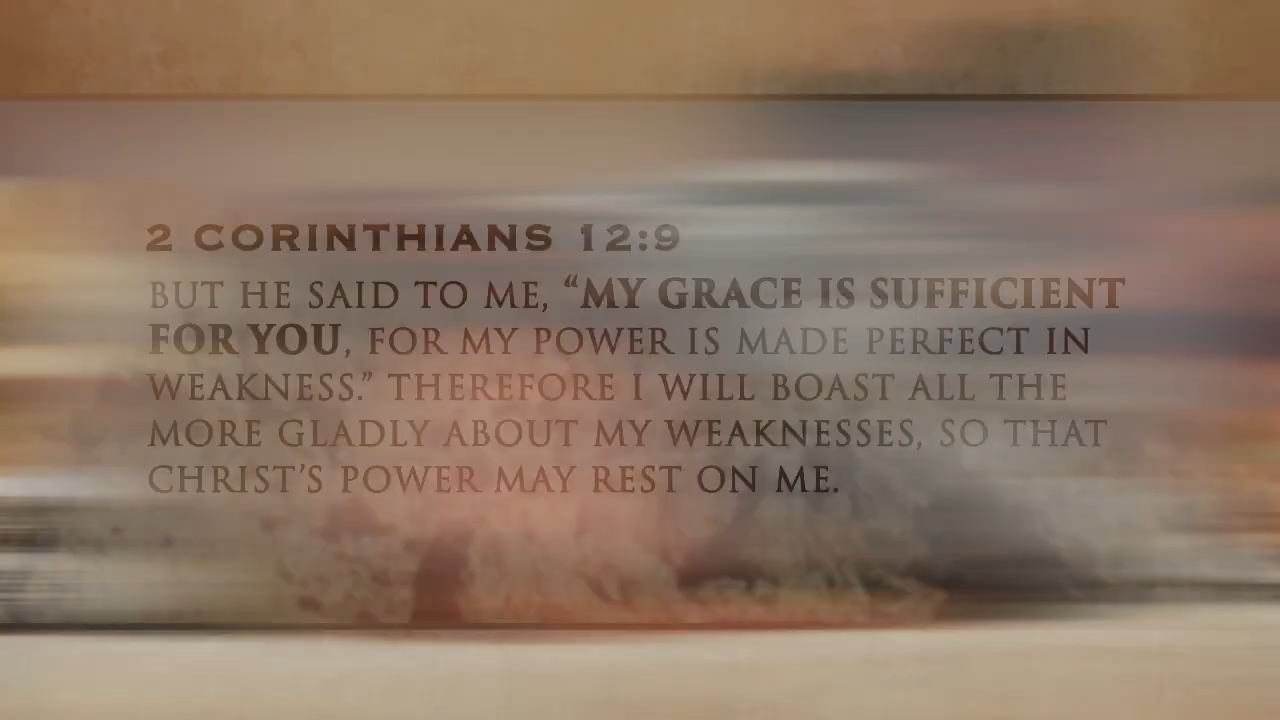 2 CORINTHIANS 12:9
BUT HE SAID TO ME, “MY GRACE IS SUFFICIENT
FOR YOU, FOR MY POWER IS MADE PERFECT IN
WEAKNESS.” THEREFORE I WILL BOAST ALL THE
MORE GLADLY ABOUT MY WEAKNESSES, SO THAT
CHRIST’S POWER MAY REST ON ME.